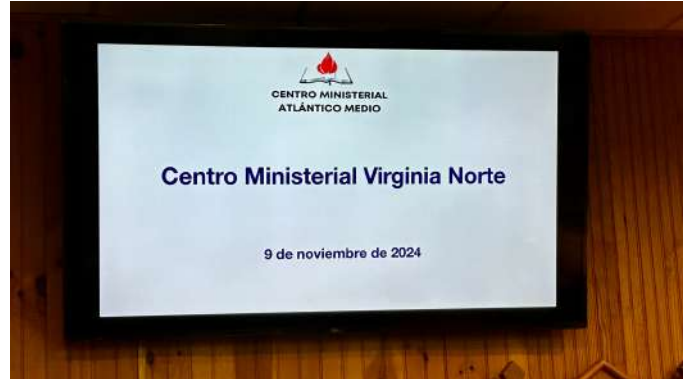 CENTRO MINISTERIAL
ATLÁNTICO MEDIO
Centro Ministerial Virginia Norte
9 de noviembre de 2024